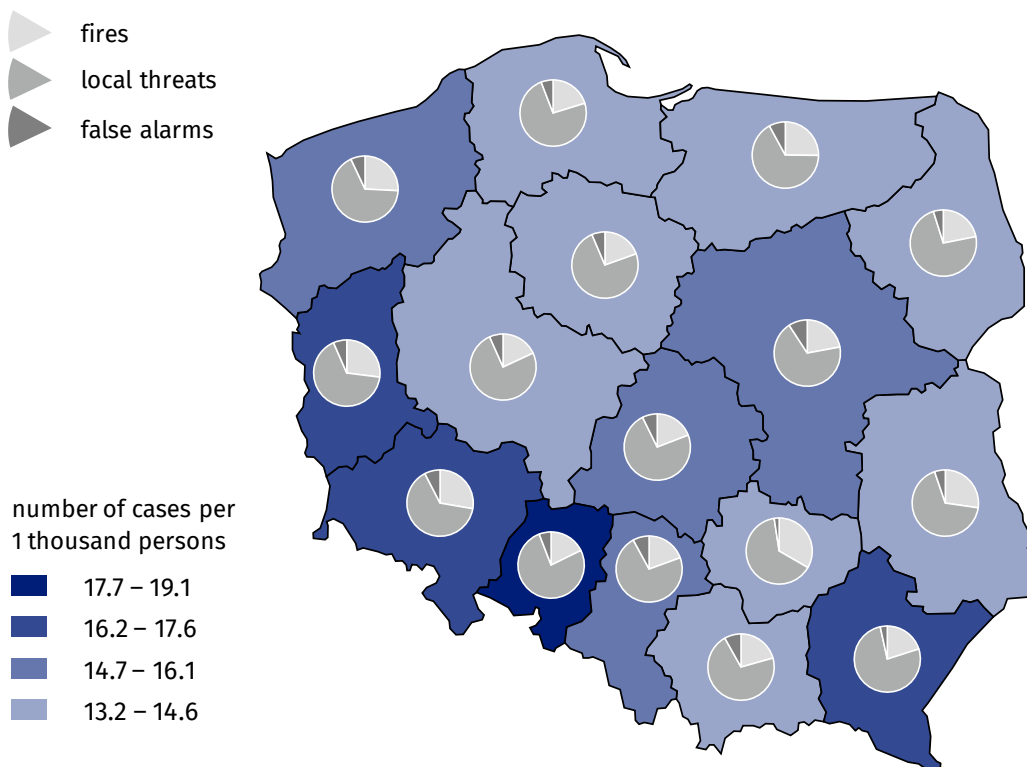 fires
local threats
false alarms
number of cases per
1 thousand persons
17.7 – 19.1
16.2 – 17.6
14.7 – 16.1
13.2 – 14.6